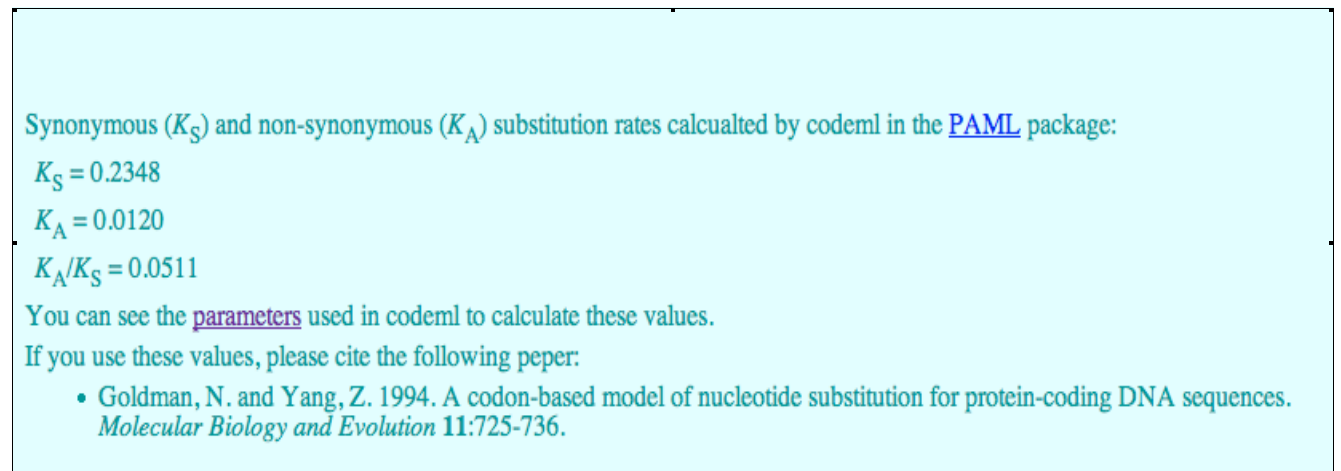 Synonymous (KS) and non-synonymous (KA) substitution rates calcualted by codeml in the PAML package:
KS = 0.2348
KA = 0.0120
KA/KS = 0.0511
You can see the parameters used in codeml to calculate these values.
If you use these values, please cite the following peper:
• Goldman, N. and Yang, Z. 1994. A codon-based model of nucleotide substitution for protein-coding DNA sequences.
Molecular Biology and Evolution 11:725-736.